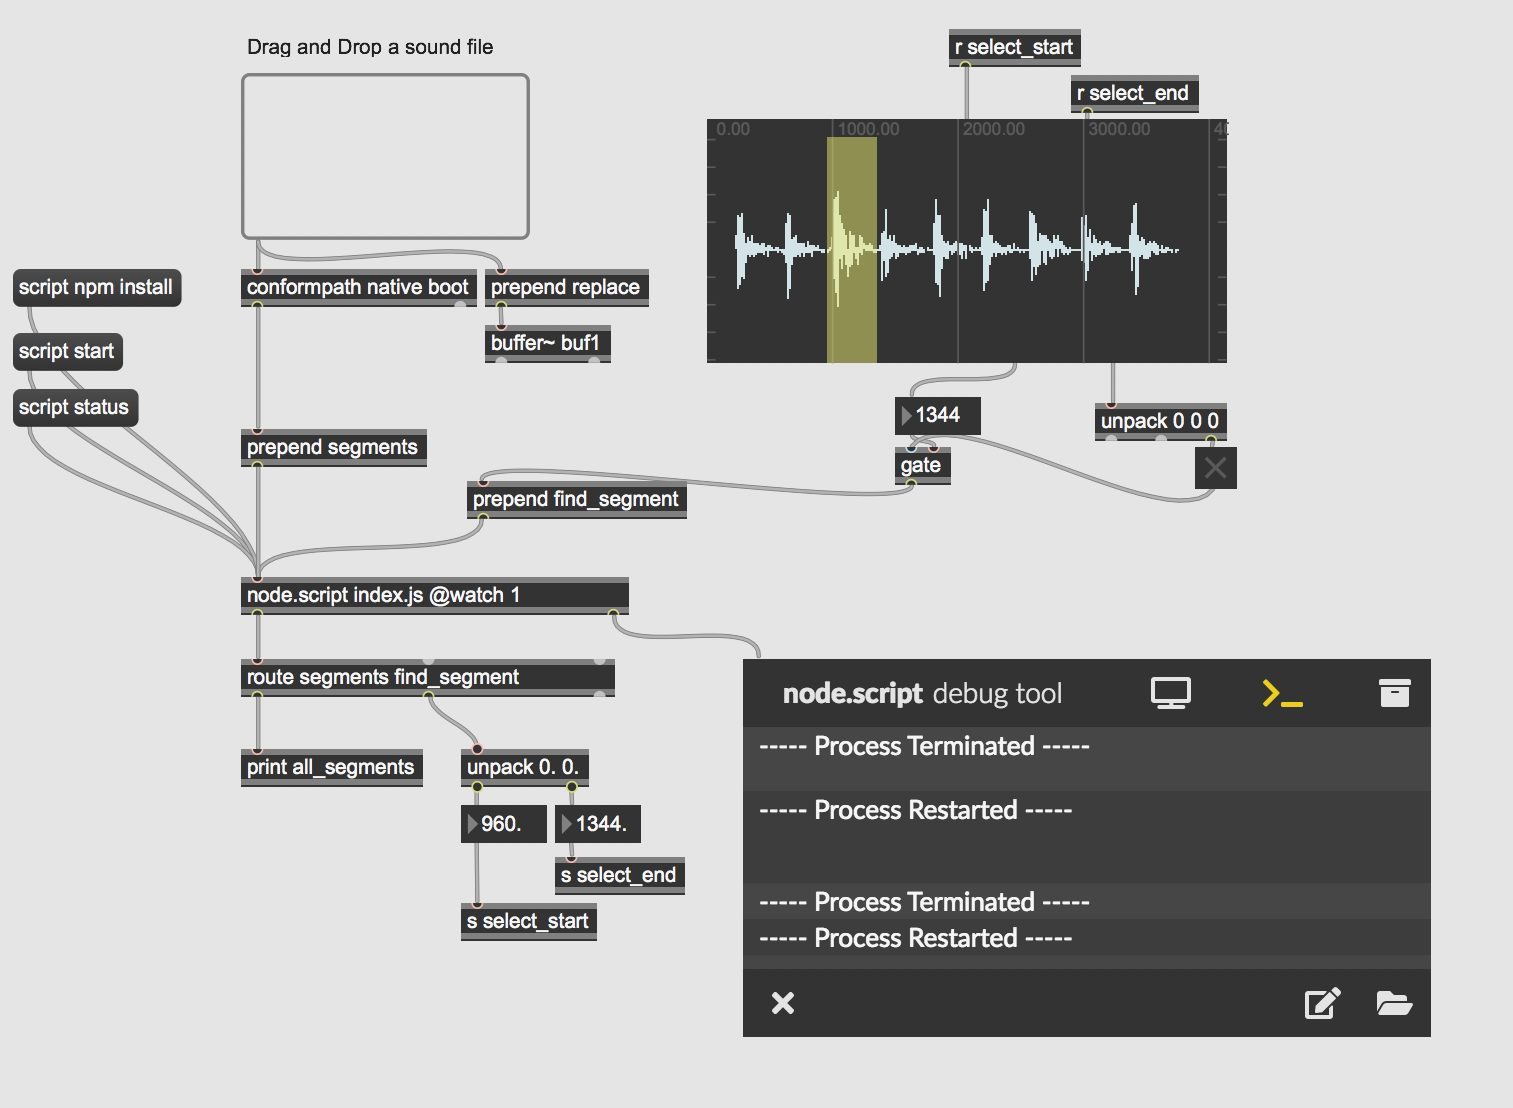 Drag and Drop a sound file
r select_start
r select_end
0.00
1000.00
2000.00
3000.00
script npm install
conformpath native boot
prepend replace
script start
buffer~ buf1
script status
1344
unpack 0 0 0
prepend segments
gate
prepend find_segment
node.script index.js @watch 1
route segments find_segment
node.script debug tool
----- Process Terminated -----
print all_segments
unpack 0. 0.
----- Process Restarted -----
960.
1344.
s select_end
----- Process Terminated -----
s select_start
----- Process Restarted -----